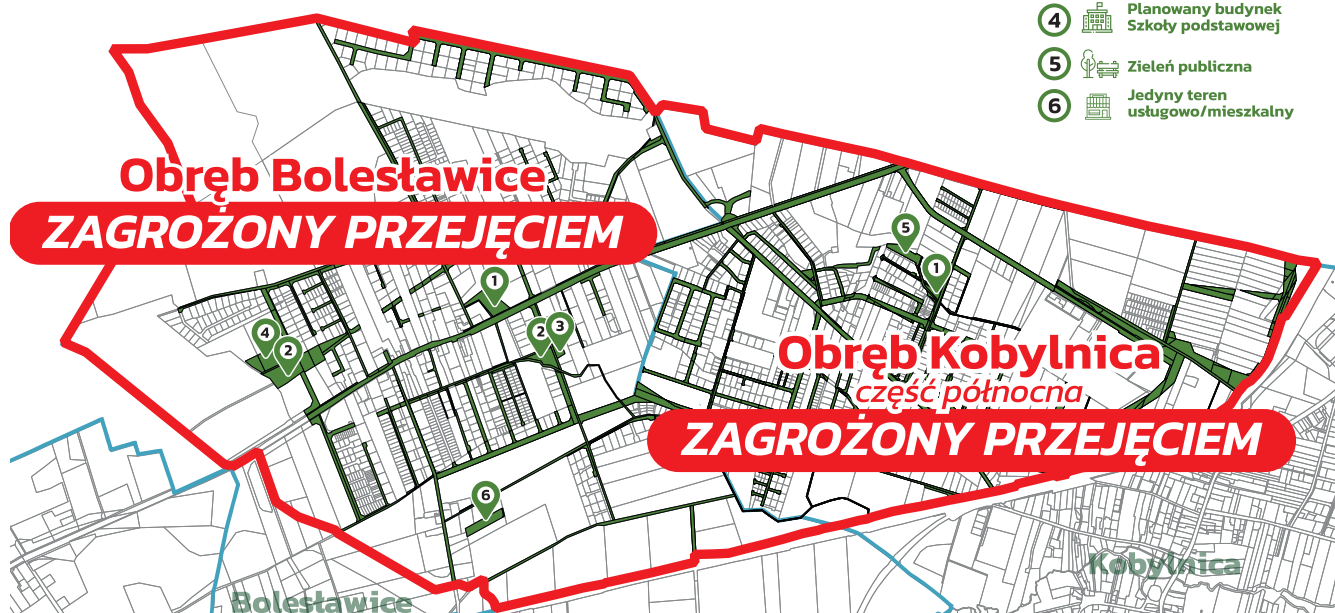 4 Planowany budynek
Szkoły podstawowej
5 Zieleń publiczna
6 Jedyny teren
usługowo/mieszkalny
Obręb Bolesławice
ZAGROŻONY PRZEJĘCIEM
5
1
1
4
2
2
3
Obręb Kobylnica
część północna
ZAGROŻONY PRZEJĘCIEM
6
Kobylnica
Bolesławice